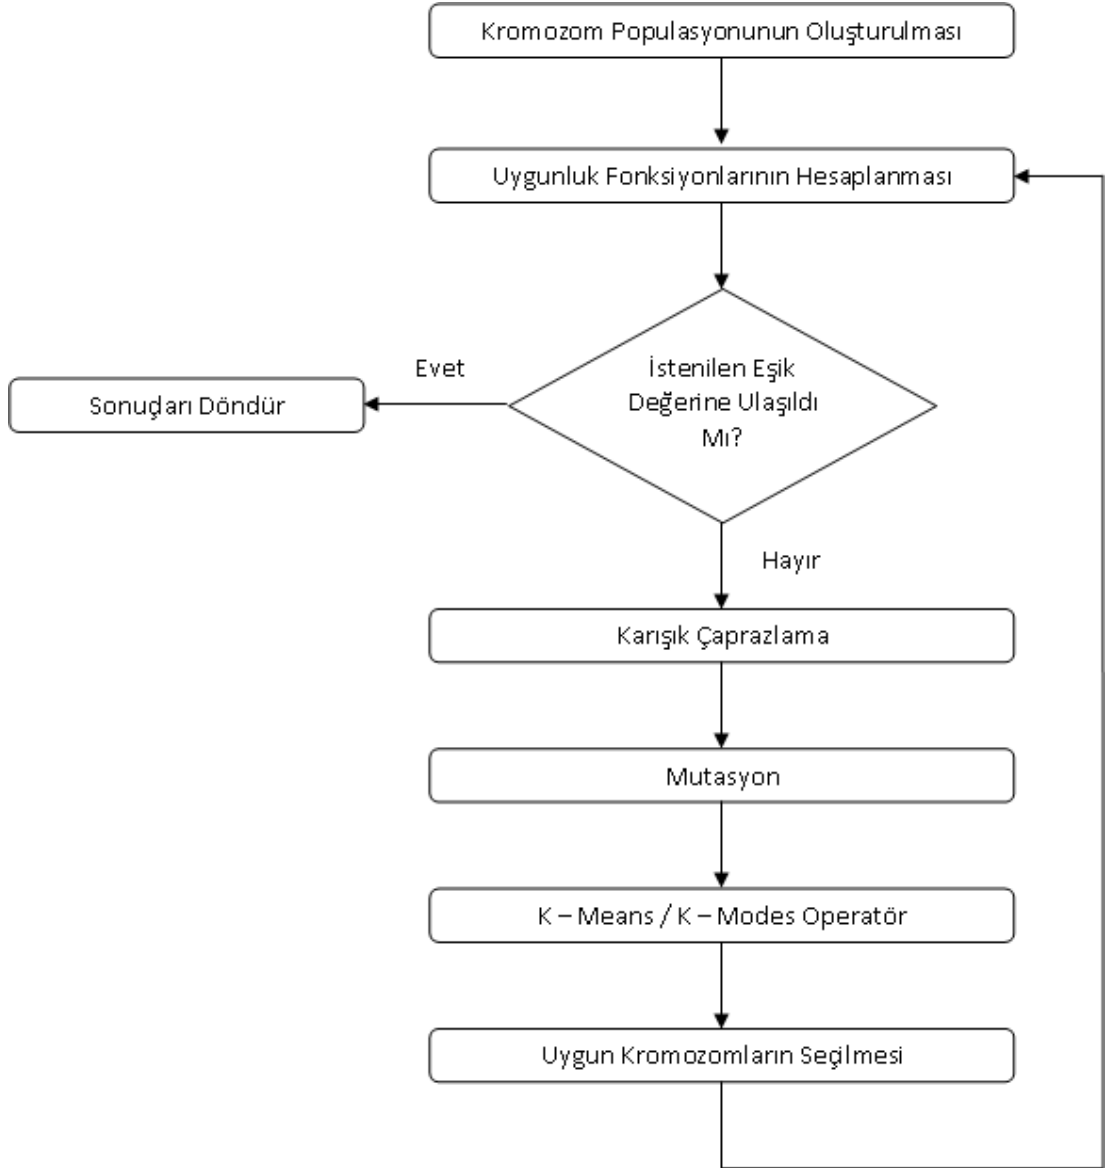 Kromozom Populasyonunun Oluşturulması
Uygunluk Fonksiyonlarının Hesaplanması
İstenilen Eşik
Değerine Ulaşıldı
Mı?
Evet
Sonuçları Döndür
Hayır
Karışık Çaprazlama
Mutasyon
K – Means / K – Modes Operatör
Uygun Kromozomların Seçilmesi